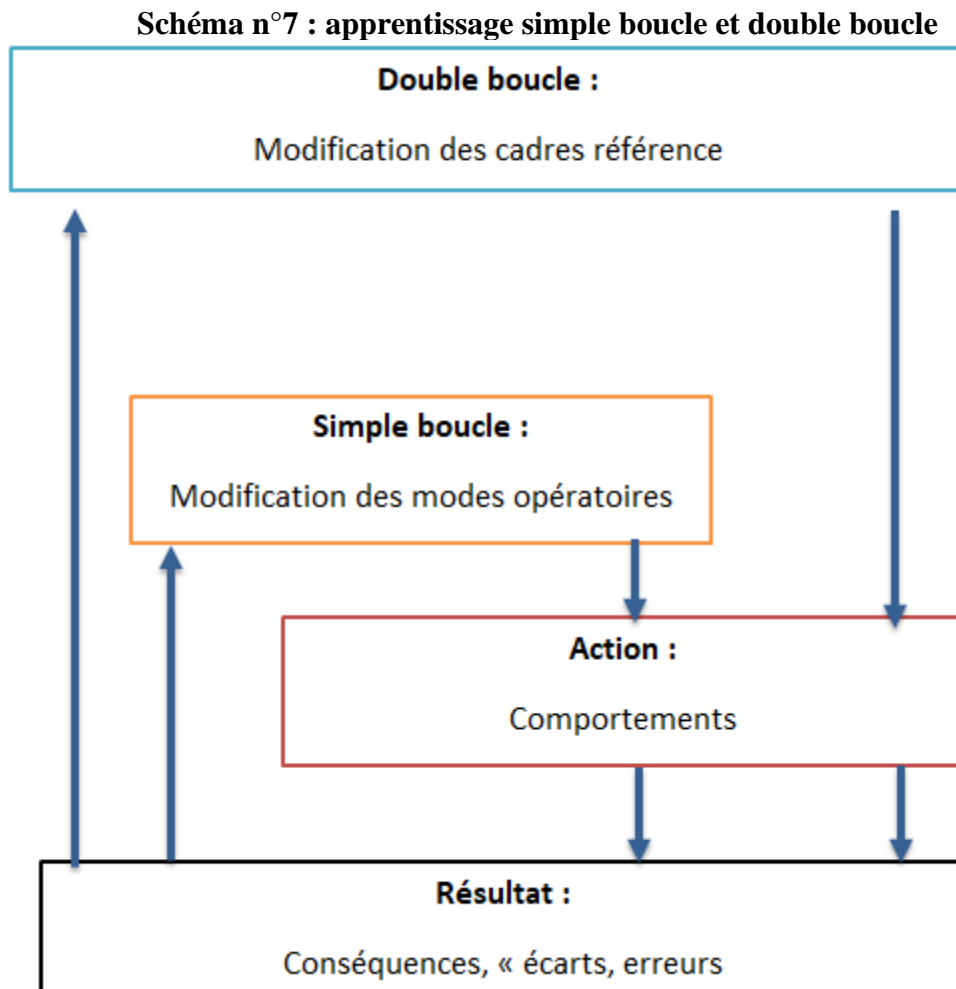 Schéma n°7 : apprentissage simple boucle et double boucle
Double boucle :
Modification des cadres référence
Simple boucle :
Modification des modes opératoires
Action :
Comportements
Résultat :
Conséquences, « écarts, erreurs